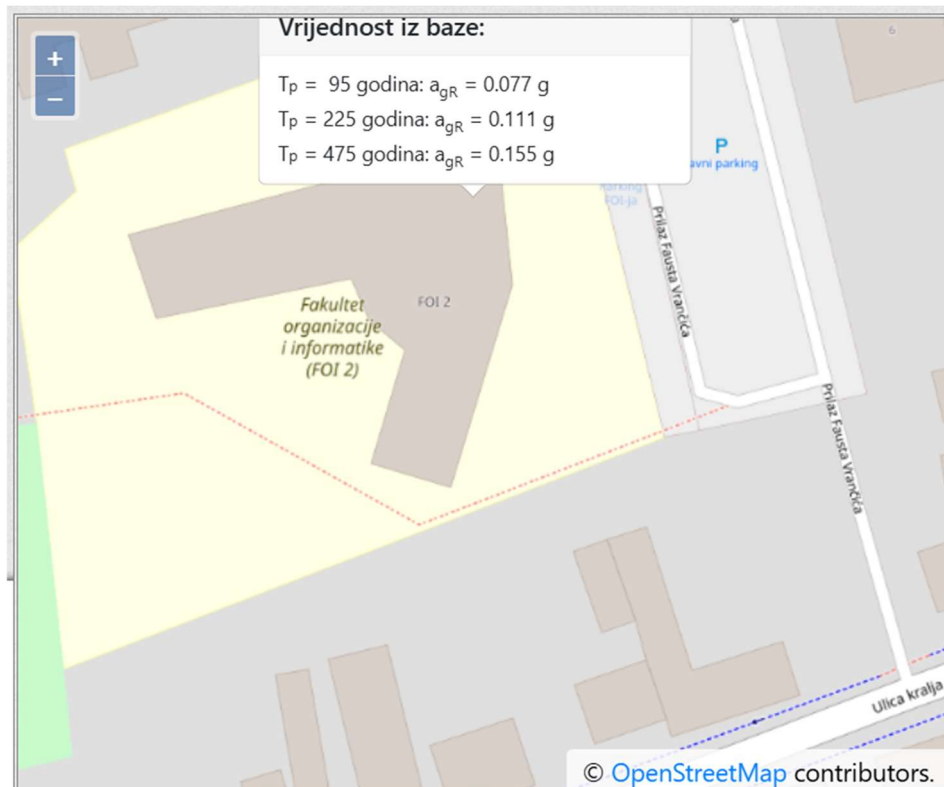 Vrijednost iz baze:
Tp = 95 godina: agR = 0.077 g
Tp = 225 godina: agR = 0.111 g
Tp = 475 godina: agR = 0.155 g
+
−
6
P
avni parking
Parking
FOI-ja
Prilaz Fausta Vrančića
FOI 2
Fakultet
organizacije
i informatike
(FOI 2)
Prilaz Fausta Vrančića
Ulica kralja
© OpenStreetMap contributors.